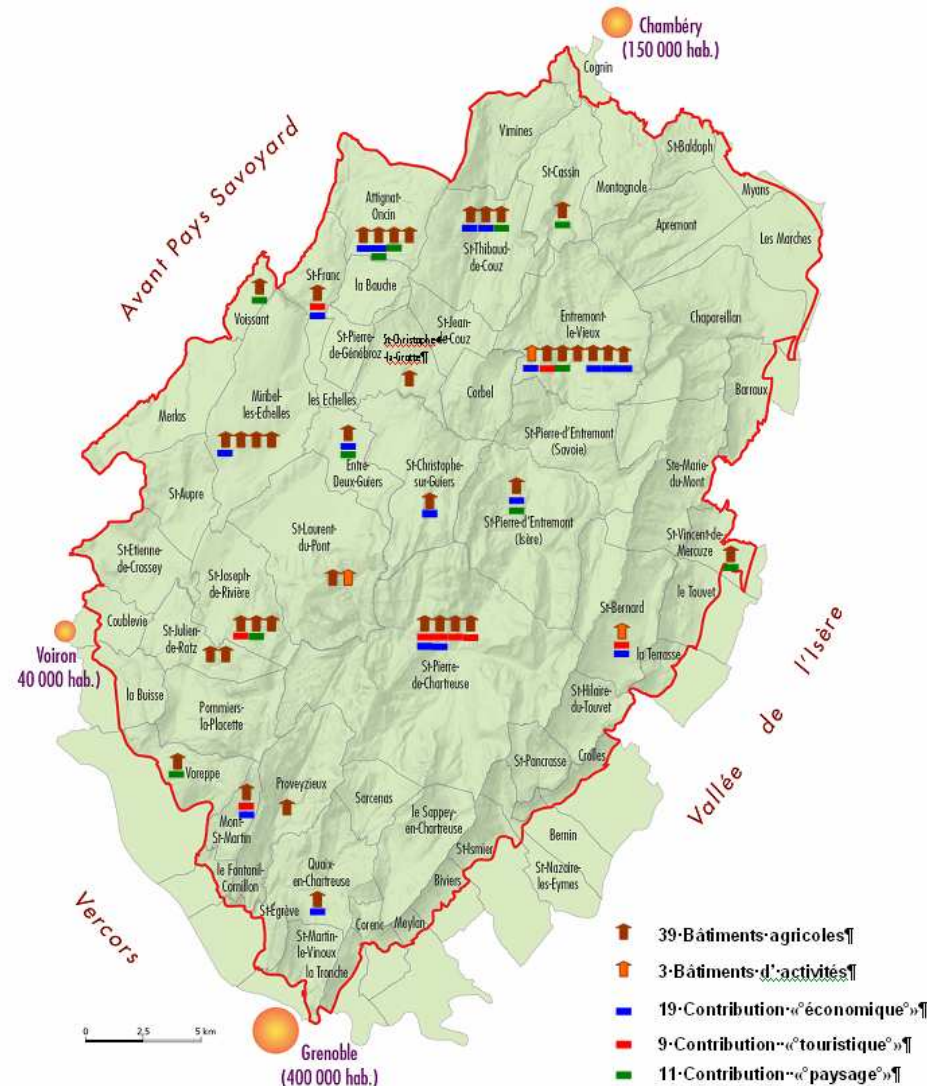 Chambéry
(150 000 hab.)
Cognin
Avant Pays Savoyard
Vimines
St-Baldoph
St-Cassin
Montagnole
Myans
Attignat-
Oncin
Apremont
Les Marches
St-Thibaud-
de-Couz
St-Franc
la Bauche
Voissant
Chapareillan
Entremont-
le-Vieux
St-Jean-
de-Couz
St-Pierre-
de-Génébroz
St-Christophe-
la-Grotte¶
Corbel
Barraux
Miribel-
les-Echelles
les Echelles
Merlas
St-Pierre-d'Entremont
(Savoie)
Entre-
Deux-Guiers
St-Christophe-
sur-Guiers
Ste-Marie-
du-Mont
St-Aupre
St-Pierre-d'Entremont
(Isère)
St-Laurent-
du-Pont
St-Vincent-de-
Mercuze
St-Etienne-
de-Crossey
St-Joseph-
de-Rivière
le Touvet
St-Bernard
Coublevie
St-Julien-
de-Ratz
la Terrasse
Voiron
40 000 hab.)
St-Pierre-
de-Chartreuse
la Buisse
St-Hilaire-
du-Touvet
Pommiers-
la-Placette
Vallée de l'Isère
St-Pancrasse
Crolles
Voreppe
Proveyzieux
Sarcenas
le Sappey-
en-Chartreuse
Mont-
St-Martin
Bernin
St-Ismier
le Fontanil-
Cornillon
Quaix-
en-Chartreuse
Biviers
St-Nazaire-
les-Eymes
Vercors
St-Égrève
Corenc
Meylan
St-Martin-
le-Vinoux
la Tronche
39·Bâtiments·agricoles¶
3·Bâtiments·d'·activités¶
19·Contribution·«°économique°»¶
9·Contribution··«°touristique°»¶
11·Contribution··«°paysage°»¶
0 2,5 5 km
Grenoble
(400 000 hab.)